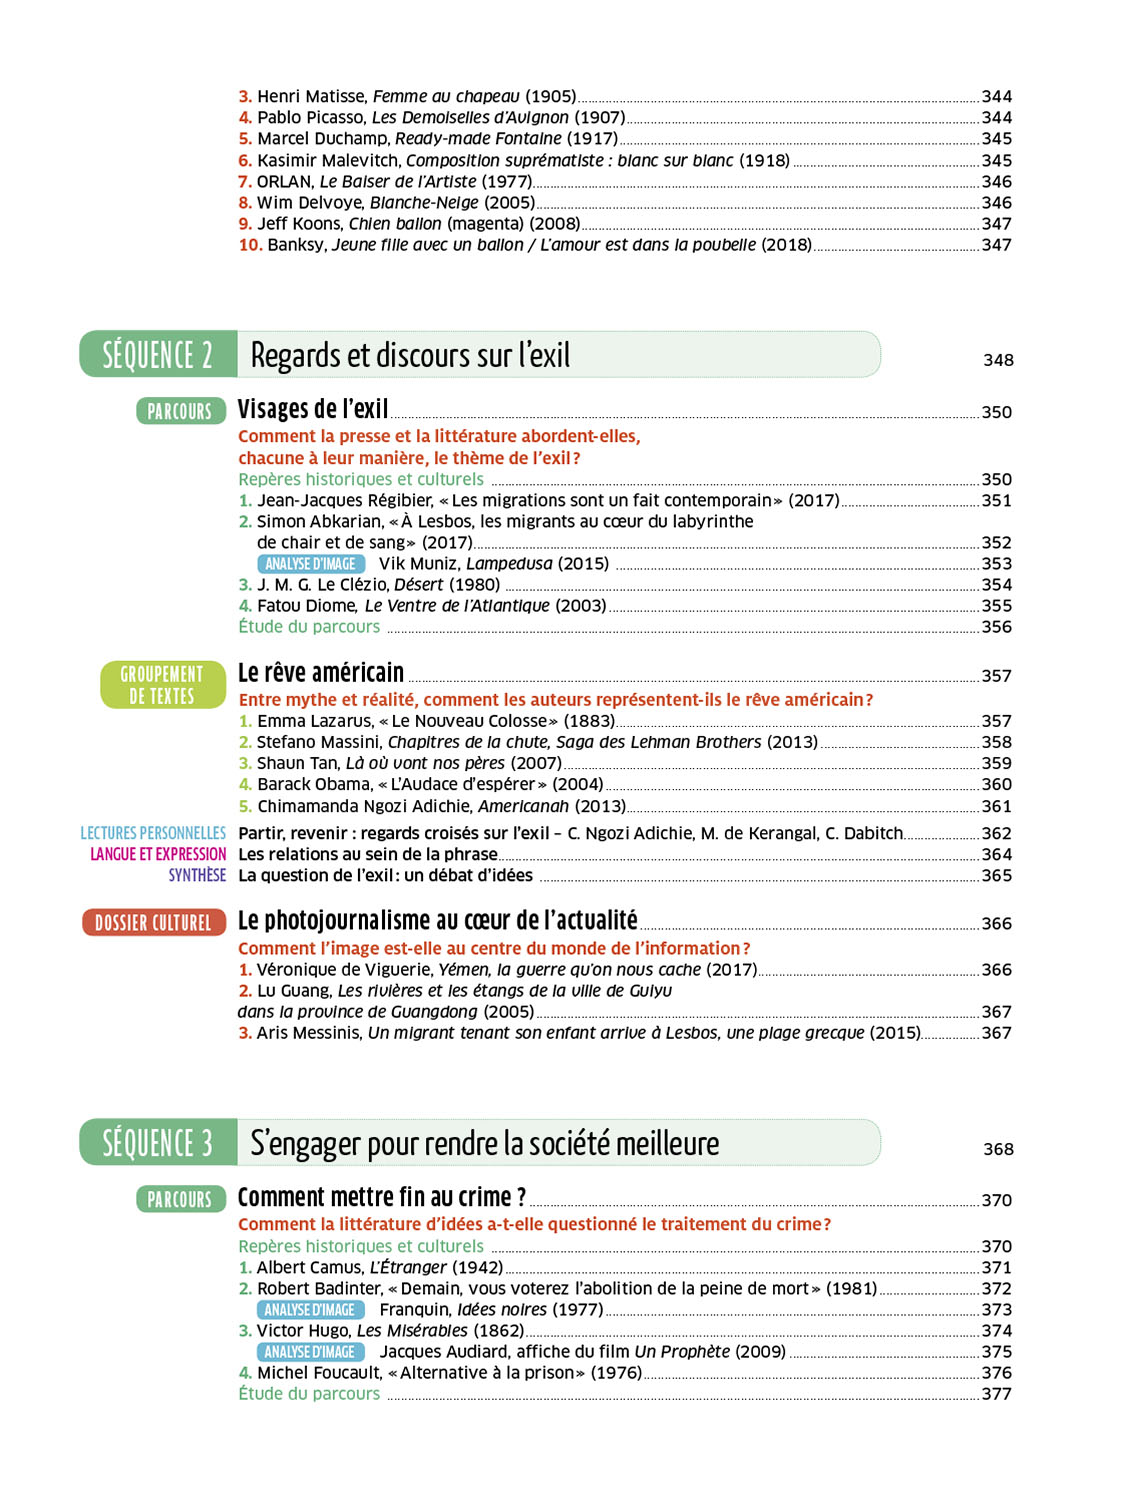 3. Henri Matisse, Femme au chapeau (1905) 344
4. Pablo Picasso, Les Demoiselles d'Avignon (1907) 344
5. Marcel Duchamp, Ready-made Fontaine (1917) 345
6. Kasimir Malevitch, Composition suprématiste : blanc sur blanc (1918) 345
7. ORLAN, Le Baiser de l'Artiste (1977) 346
8. Wim Delvoye, Blanche-Neige (2005) 346
9. Jeff Koons, Chien ballon (magenta) (2008) 347
10. Banksy, Jeune fille avec un ballon / L'amour est dans la poubelle (2018) 347
SÉQUENCE 2 Regards et discours sur l'exil 348
PARCOURS Visages de l'exil 350
Comment la presse et la littérature abordent-elles,
chacune à leur manière, le thème de l'exil ?
Repères historiques et culturels 350
1. Jean-Jacques Régibier, « Les migrations sont un fait contemporain » (2017) 351
2. Simon Abkarian, « À Lesbos, les migrants au cœur du labyrinthe
de chair et de sang » (2017) 352
ANALYSE D'IMAGE Vik Muniz, Lampedusa (2015) 353
3. J. M. G. Le Clézio, Désert (1980) 354
4. Fatou Diome, Le Ventre de l'Atlantique (2003) 355
Étude du parcours 356
GROUPEMENT
DE TEXTES
Le rêve américain 357
Entre mythe et réalité, comment les auteurs représentent-ils le rêve américain ?
1. Emma Lazarus, « Le Nouveau Colosse » (1883) 357
2. Stefano Massini, Chapitres de la chute, Saga des Lehman Brothers (2013) 358
3. Shaun Tan, Là où vont nos pères (2007) 359
4. Barack Obama, « L'Audace d'espérer » (2004) 360
5. Chimamanda Ngozi Adichie, Americanah (2013) 361
LECTURES PERSONNELLES Partir, revenir : regards croisés sur l'exil – C. Ngozi Adichie, M. de Kerangal, C. Dabitch 362
LANGUE ET EXPRESSION Les relations au sein de la phrase 364
SYNTHÈSE La question de l'exil : un débat d'idées 365
DOSSIER CULTUREL Le photojournalisme au cœur de l'actualité 366
Comment l'image est-elle au centre du monde de l'information ?
1. Véronique de Viguerie, Yémen, la guerre qu'on nous cache (2017) 366
2. Lu Guang, Les rivières et les étangs de la ville de Guiyu
dans la province de Guangdong (2005) 367
3. Aris Messinis, Un migrant tenant son enfant arrive à Lesbos, une plage grecque (2015) 367
SÉQUENCE 3 S'engager pour rendre la société meilleure 368
PARCOURS Comment mettre fin au crime ? 370
Comment la littérature d'idées a-t-elle questionné le traitement du crime ?
Repères historiques et culturels 370
1. Albert Camus, L'Étranger (1942) 371
2. Robert Badinter, « Demain, vous voterez l'abolition de la peine de mort » (1981) 372
ANALYSE D'IMAGE Franquin, Idées noires (1977) 373
3. Victor Hugo, Les Misérables (1862) 374
ANALYSE D'IMAGE Jacques Audiard, affiche du film Un Prophète (2009) 375
4. Michel Foucault, « Alternative à la prison » (1976) 376
Étude du parcours 377